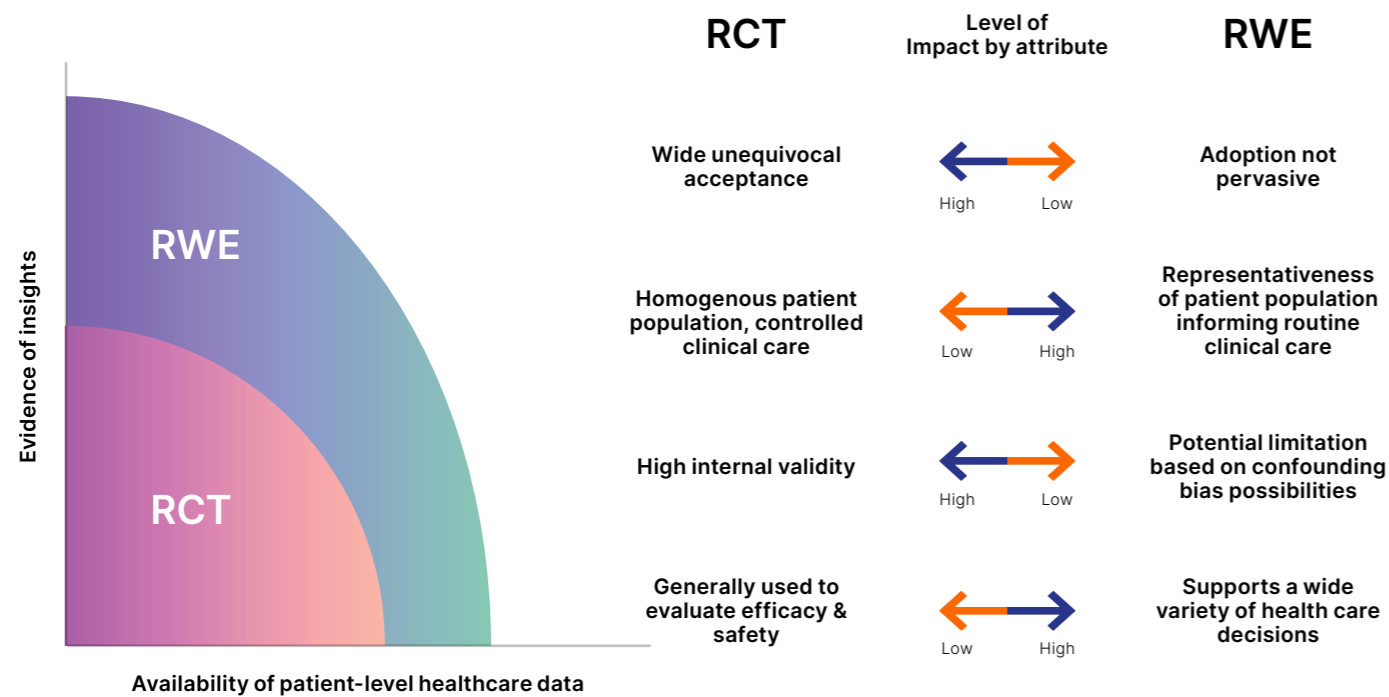 Evidence of insights
RWE
RCT
Availability of patient-level healthcare data
RCT
Level of
Impact by attribute
RWE
Wide unequivocal
acceptance
High
Low
Adoption not
pervasive
Homogenous patient
population, controlled
clinical care
Low
High
Representativeness
of patient population
informing routine
clinical care
High internal validity
High
Low
Potential limitation
based on confounding
bias possibilities
Generally used to
evaluate efficacy &
safety
Low
High
Supports a wide
variety of health care
decisions